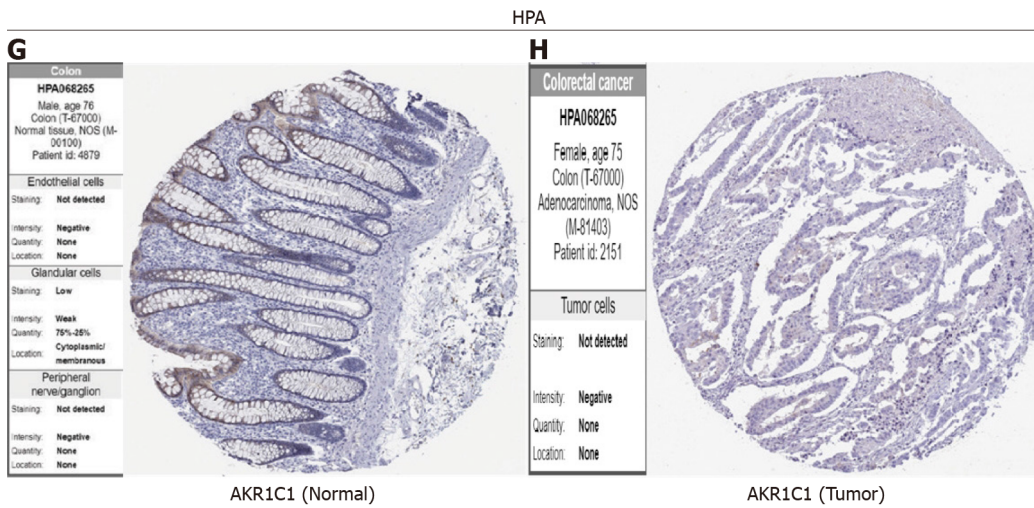 HPA
G
Colon
HPA068265
Male, age 76
Colon (T-67000)
Normal tissue, NOS (M-
00100)
Patient id: 4879
Endothelial cells
Staining: Not detected
Intensity: Negative
Quantity: None
Location: None
Glandular cells
Staining: Low
Intensity: Weak
Quantity: 75%-25%
Location: Cytoplasmic/
membranous
Peripheral
nerve/ganglion
Staining: Not detected
Intensity: Negative
Quantity: None
Location: None
AKR1C1 (Normal)
H
Colorectal cancer
HPA068265
Female, age 75
Colon (T-67000)
Adenocarcinoma, NOS
(M-81403)
Patient id: 2151
Tumor cells
Staining: Not detected
Intensity: Negative
Quantity: None
Location: None
AKR1C1 (Tumor)